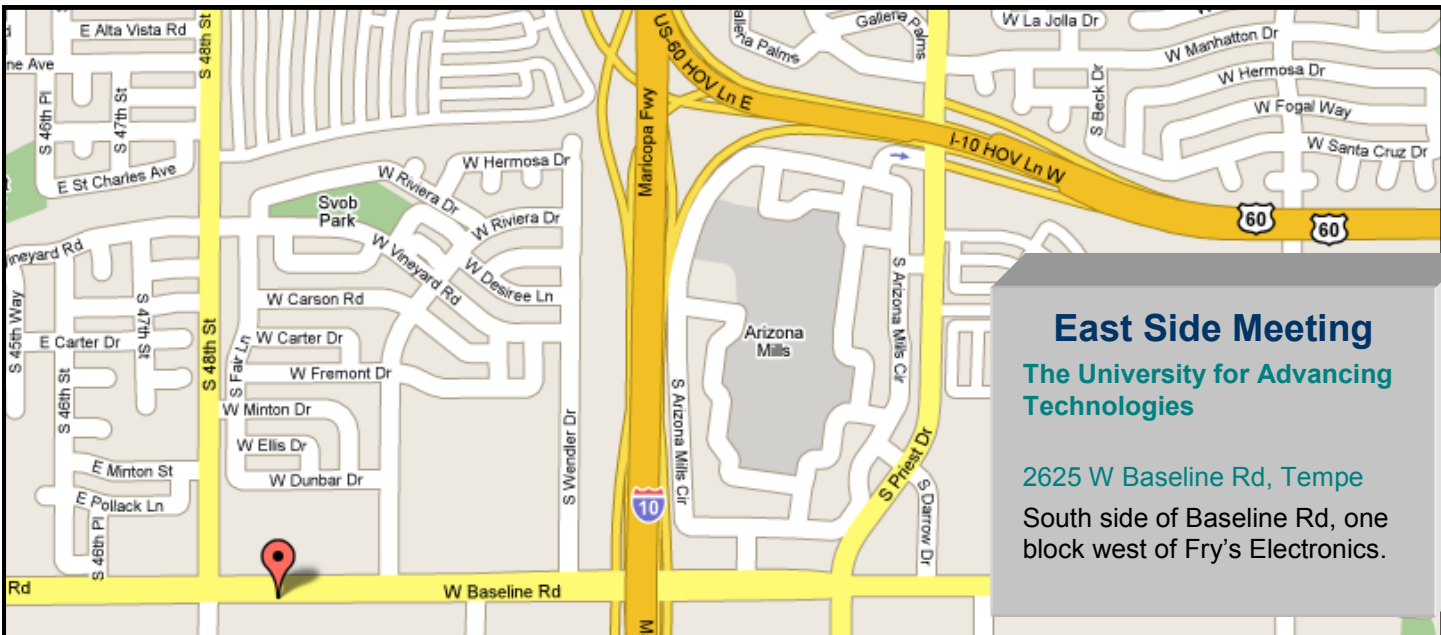 E Alta Vista Rd
ne Ave
S 46th Pl
S 47th St
E St Charles Ave
S 48th St
US-60 HOV Ln E
Maricopa Fwy
alleria Palms
Galleria Palms
W La Jolla Dr
W Manhatton Dr
W Hermosa Dr
S Beck Dr
W Fogal Way
W Santa Cruz Dr
I-10 HOV Ln W
60
60
W Hermosa Dr
W Riviera Dr
Svob
Park
W Riviera Dr
W Vineyard Rd
W Desiree Ln
ineyard Rd
S 45th Way
S 47th St
E Carter Dr
S 46th St
S 48th St
W Carson Rd
W Carter Dr
S Fair Ln
W Fremont Dr
W Minton Dr
W Ellis Dr
W Dunbar Dr
E Minton St
E Pollack Ln
S 46th Pl
S Wendler Dr
10
Arizona
Mills
S Arizona Mills Cir
S Arizona Mills Cir
S Priest Dr
S Darrow Dr
Rd
W Baseline Rd
M
East Side Meeting
The University for Advancing
Technologies
2625 W Baseline Rd, Tempe
South side of Baseline Rd, one
block west of Fry's Electronics.